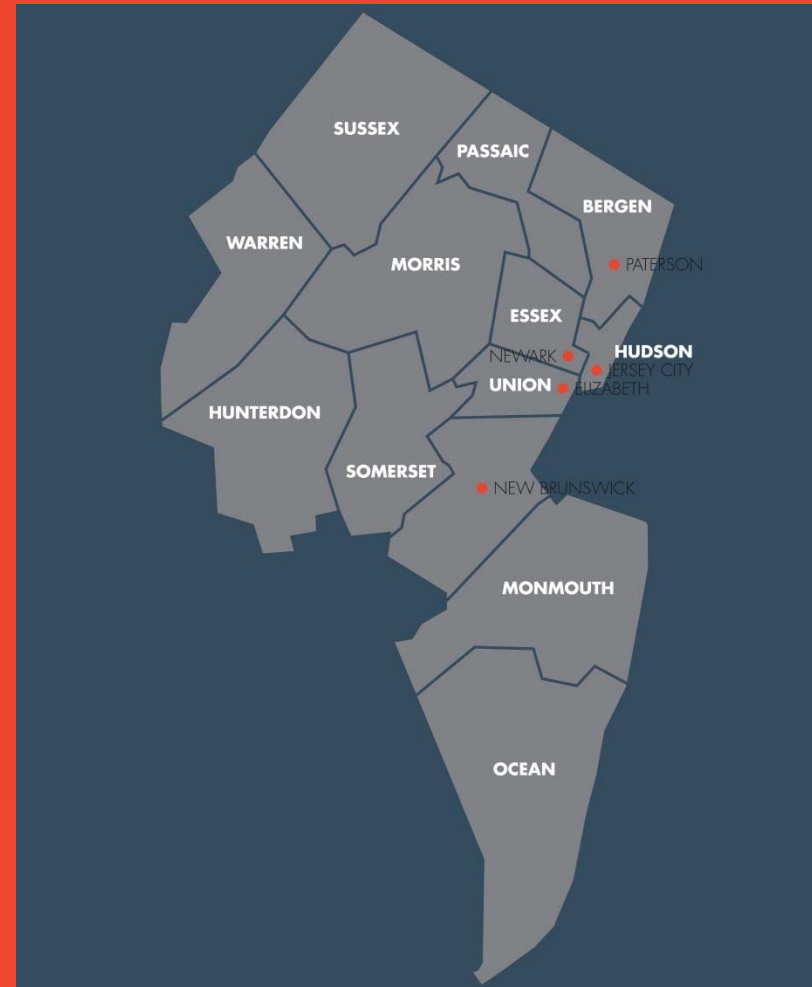 SUSSEX
PASSAIC
BERGEN
WARREN
MORRIS
PATERSON
ESSEX
HUDSON
NEWARK
JERSEY CITY
UNION
ELIZABETH
HUNTERDON
SOMERSET
NEW BRUNSWICK
MONMOUTH
OCEAN